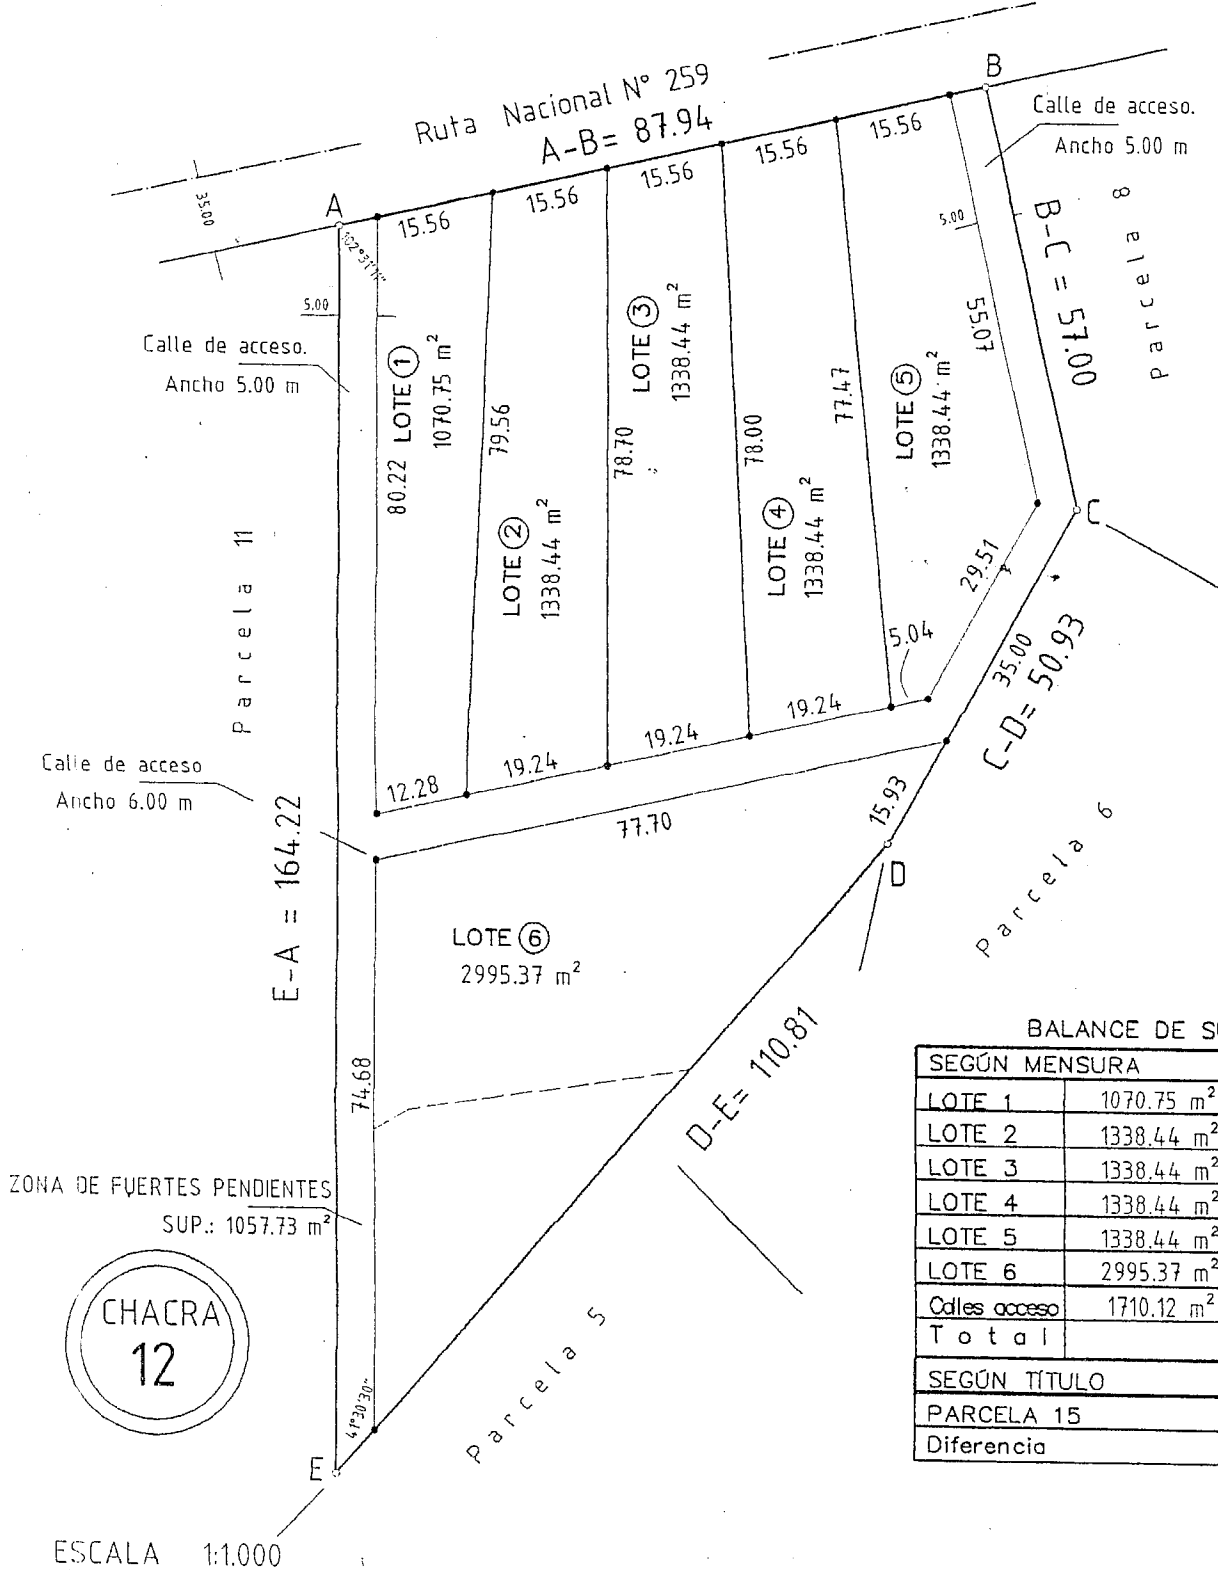 Ruta Nacional N° 259
A-B= 87.94
B
Calle de acceso.
Ancho 5.00 m
35.00
A
102°31'11"
15.56
15.56
15.56
15.56
15.56
5.00
5.00
B-C = 57.00
Parcela 8
Calle de acceso.
Ancho 5.00 m
LOTE 1
1070.75 m²
80.22
79.56
LOTE 2
1338.44 m²
LOTE 3
1338.44 m²
78.70
78.00
LOTE 4
1338.44 m²
77.47
LOTE 5
1338.44 m²
55.07
C
29.51
35.00
C-D= 50.93
5.04
19.24
19.24
19.24
12.28
Parcela 11
Calle de acceso
Ancho 6.00 m
E-A = 164.22
77.70
15.93
D
Parcela 6
LOTE 6
2995.37 m²
74.68
D-E= 110.81
ZONA DE FUERTES PENDIENTES
SUP.: 1057.73 m²
CHACRA
12
41°30'30"
E
Parcela 5
ESCALA 1:1.000
BALANCE DE SU
SEGÚN MENSURA
LOTE 1 1070.75 m²
LOTE 2 1338.44 m²
LOTE 3 1338.44 m²
LOTE 4 1338.44 m²
LOTE 5 1338.44 m²
LOTE 6 2995.37 m²
Calles acceso 1710.12 m²
Total
SEGÚN TÍTULO
PARCELA 15
Diferencia